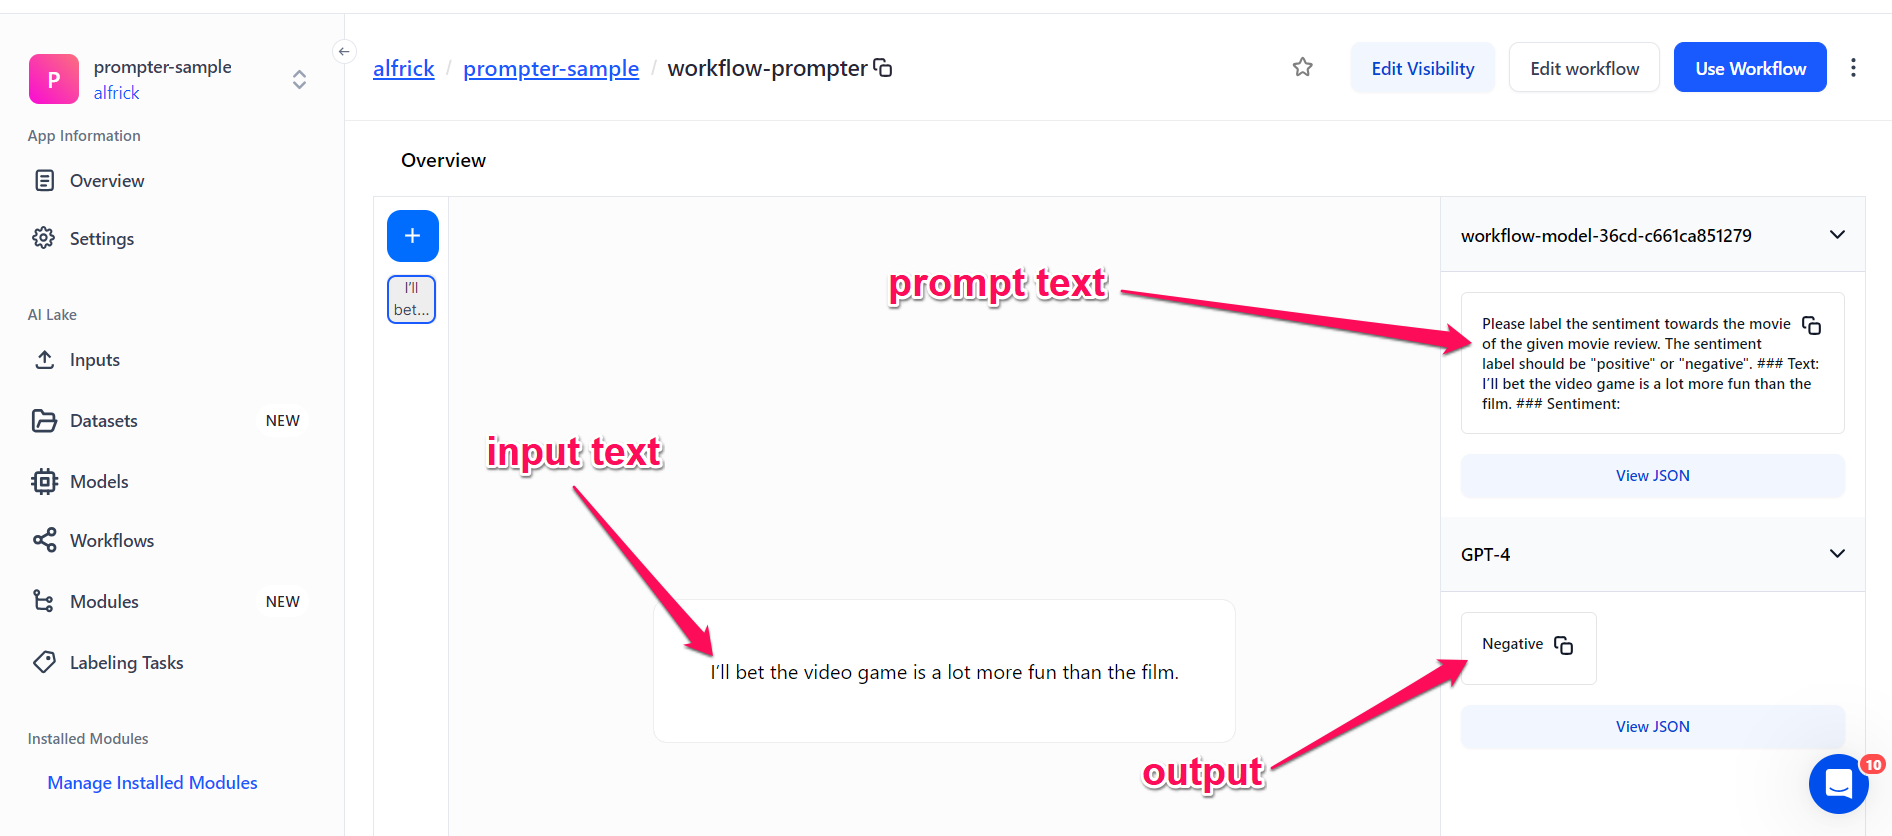 P
prompter-sample
alfrick
App Information
Overview
Settings
AI Lake
Inputs
Datasets NEW
Models
Workflows
Modules NEW
Labeling Tasks
Installed Modules
Manage Installed Modules
alfrick / prompter-sample / workflow-prompter
Edit Visibility
Edit workflow
Use Workflow
Overview
+
I’ll
bet...
prompt text
input text
I’ll bet the video game is a lot more fun than the film.
output
workflow-model-36cd-c661ca851279
Please label the sentiment towards the movie
of the given movie review. The sentiment
label should be "positive" or "negative". ### Text:
I’ll bet the video game is a lot more fun than the
film. ### Sentiment:
View JSON
GPT-4
Negative
View JSON
10